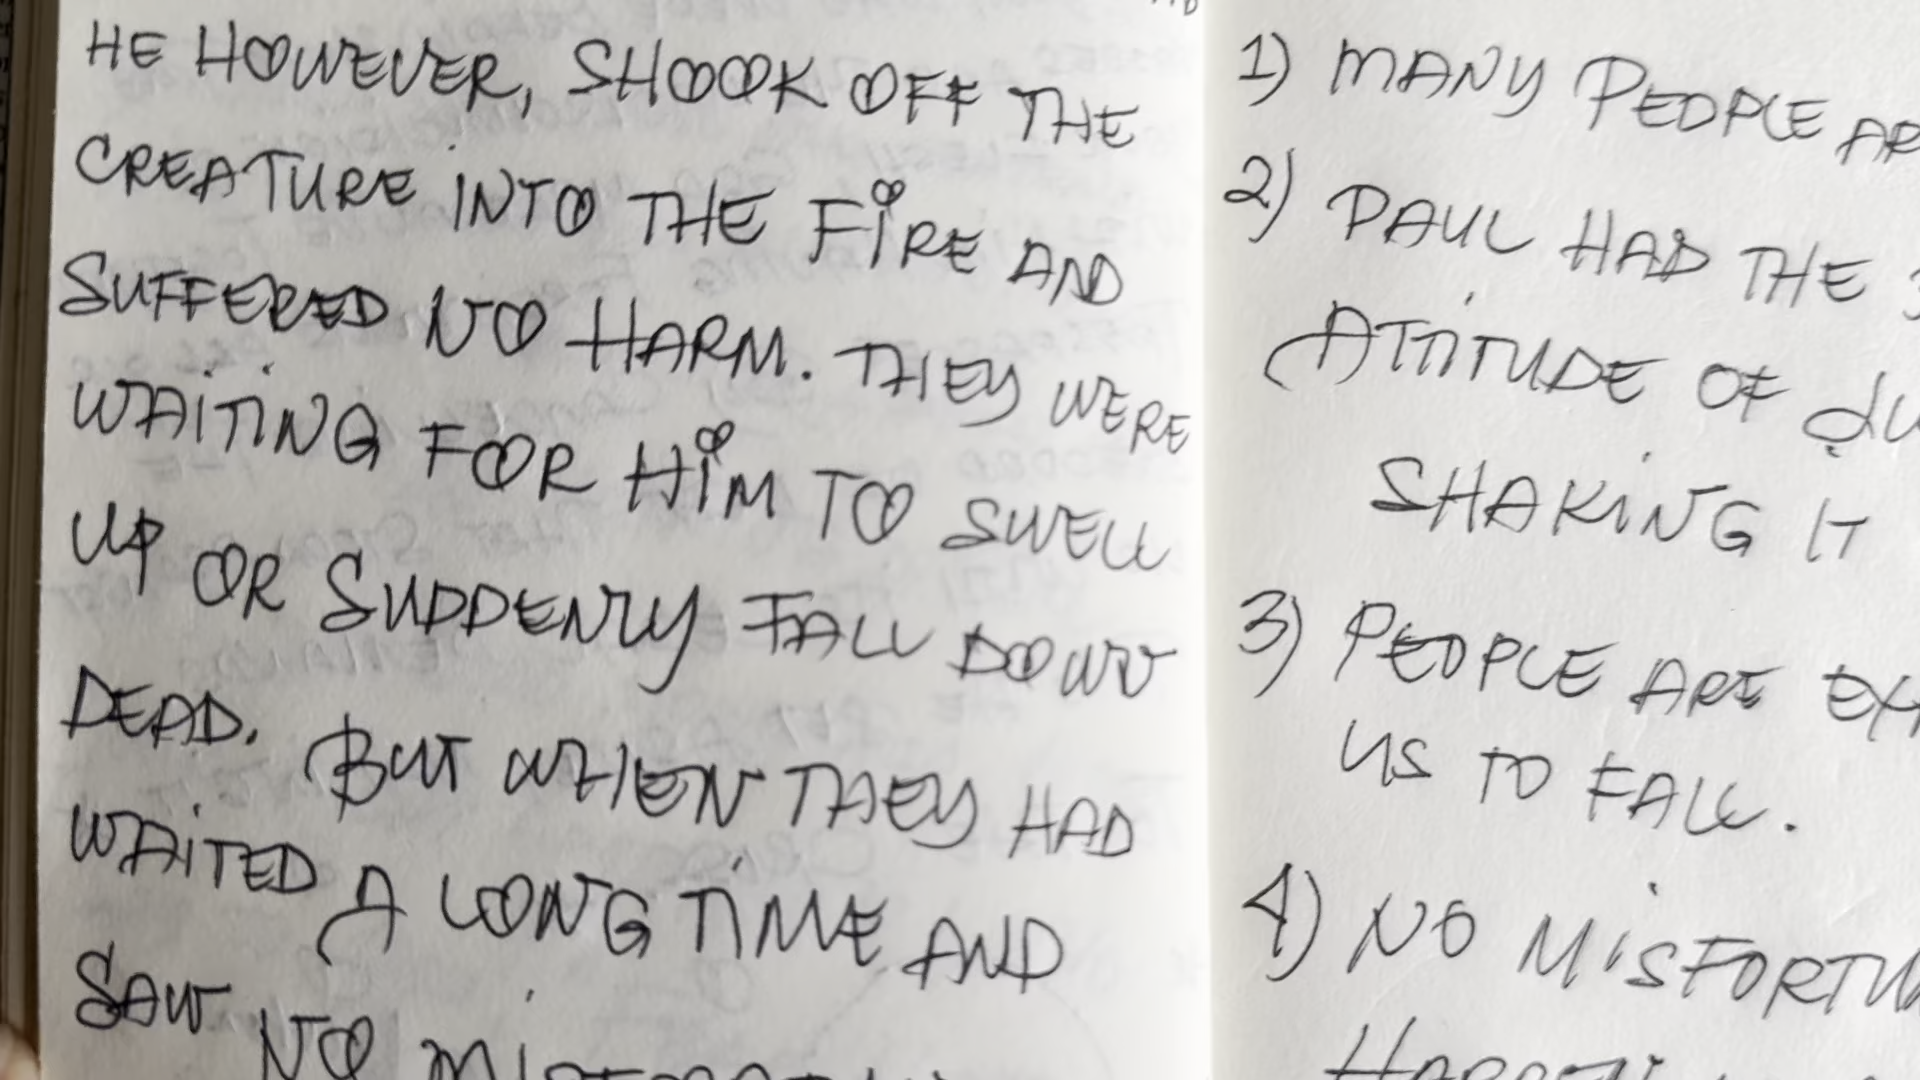 HE HOWEVER, SHOOK OFF THE
CREATURE INTO THE FIRE AND
SUFFERED NO HARM. THEY WERE
WAITING FOR HIM TO SWELL
UP OR SUDDENLY FALL DOWN
DEAD. BUT WHEN THEY HAD
WAITED A LONG TIME AND
SAW NO
1) MANY PEOPLE
2) PAUL HAD THE
ATTITUDE OF
SHAKING IT
3) PEOPLE ARE
US TO FALL.
4) NO